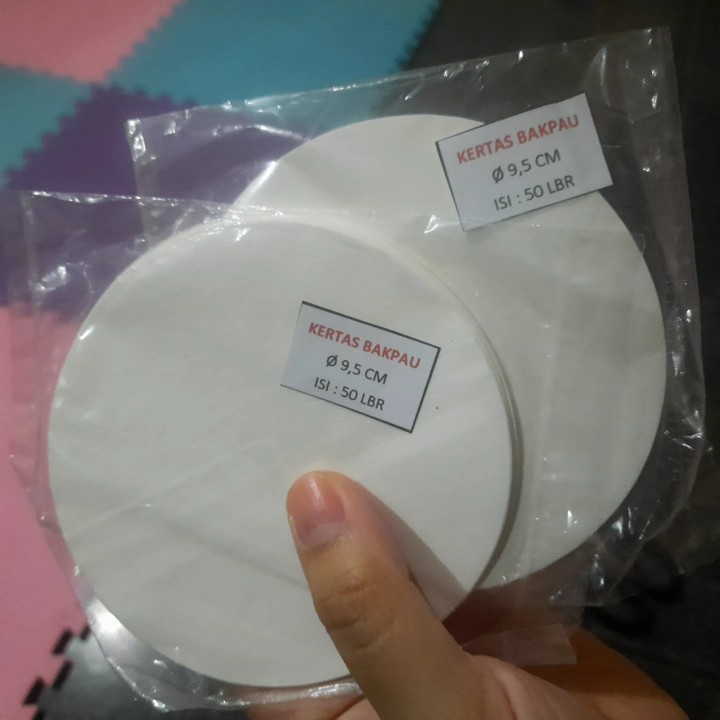 KERTAS BAKPAU
Ø 9,5 CM
ISI : 50 LBR
KERTAS BAKPAU
Ø 9,5 CM
ISI : 50 LBR